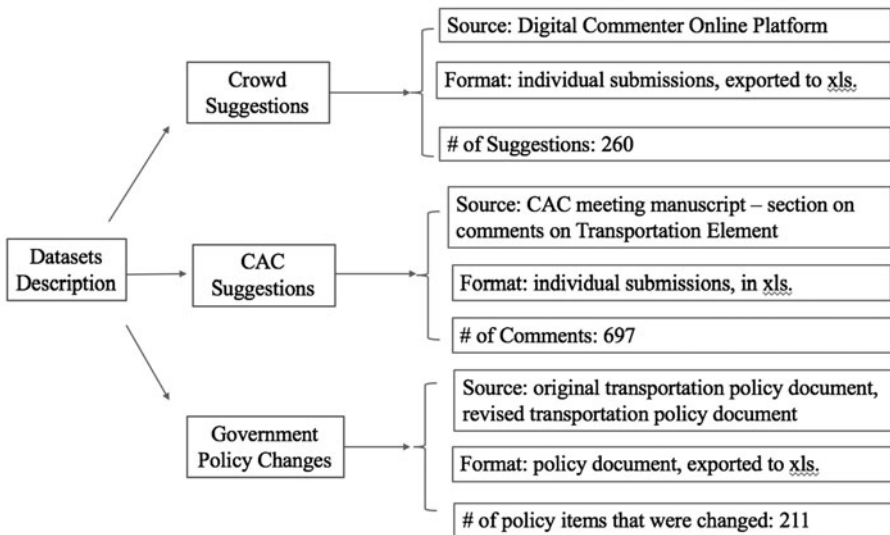 Source: Digital Commenter Online Platform
Crowd
Suggestions
Format: individual submissions, exported to xls.
# of Suggestions: 260
Datasets
Description
CAC
Suggestions
Source: CAC meeting manuscript – section on
comments on Transportation Element
Format: individual submissions, in xls.
# of Comments: 697
Government
Policy Changes
Source: original transportation policy document,
revised transportation policy document
Format: policy document, exported to xls.
# of policy items that were changed: 211